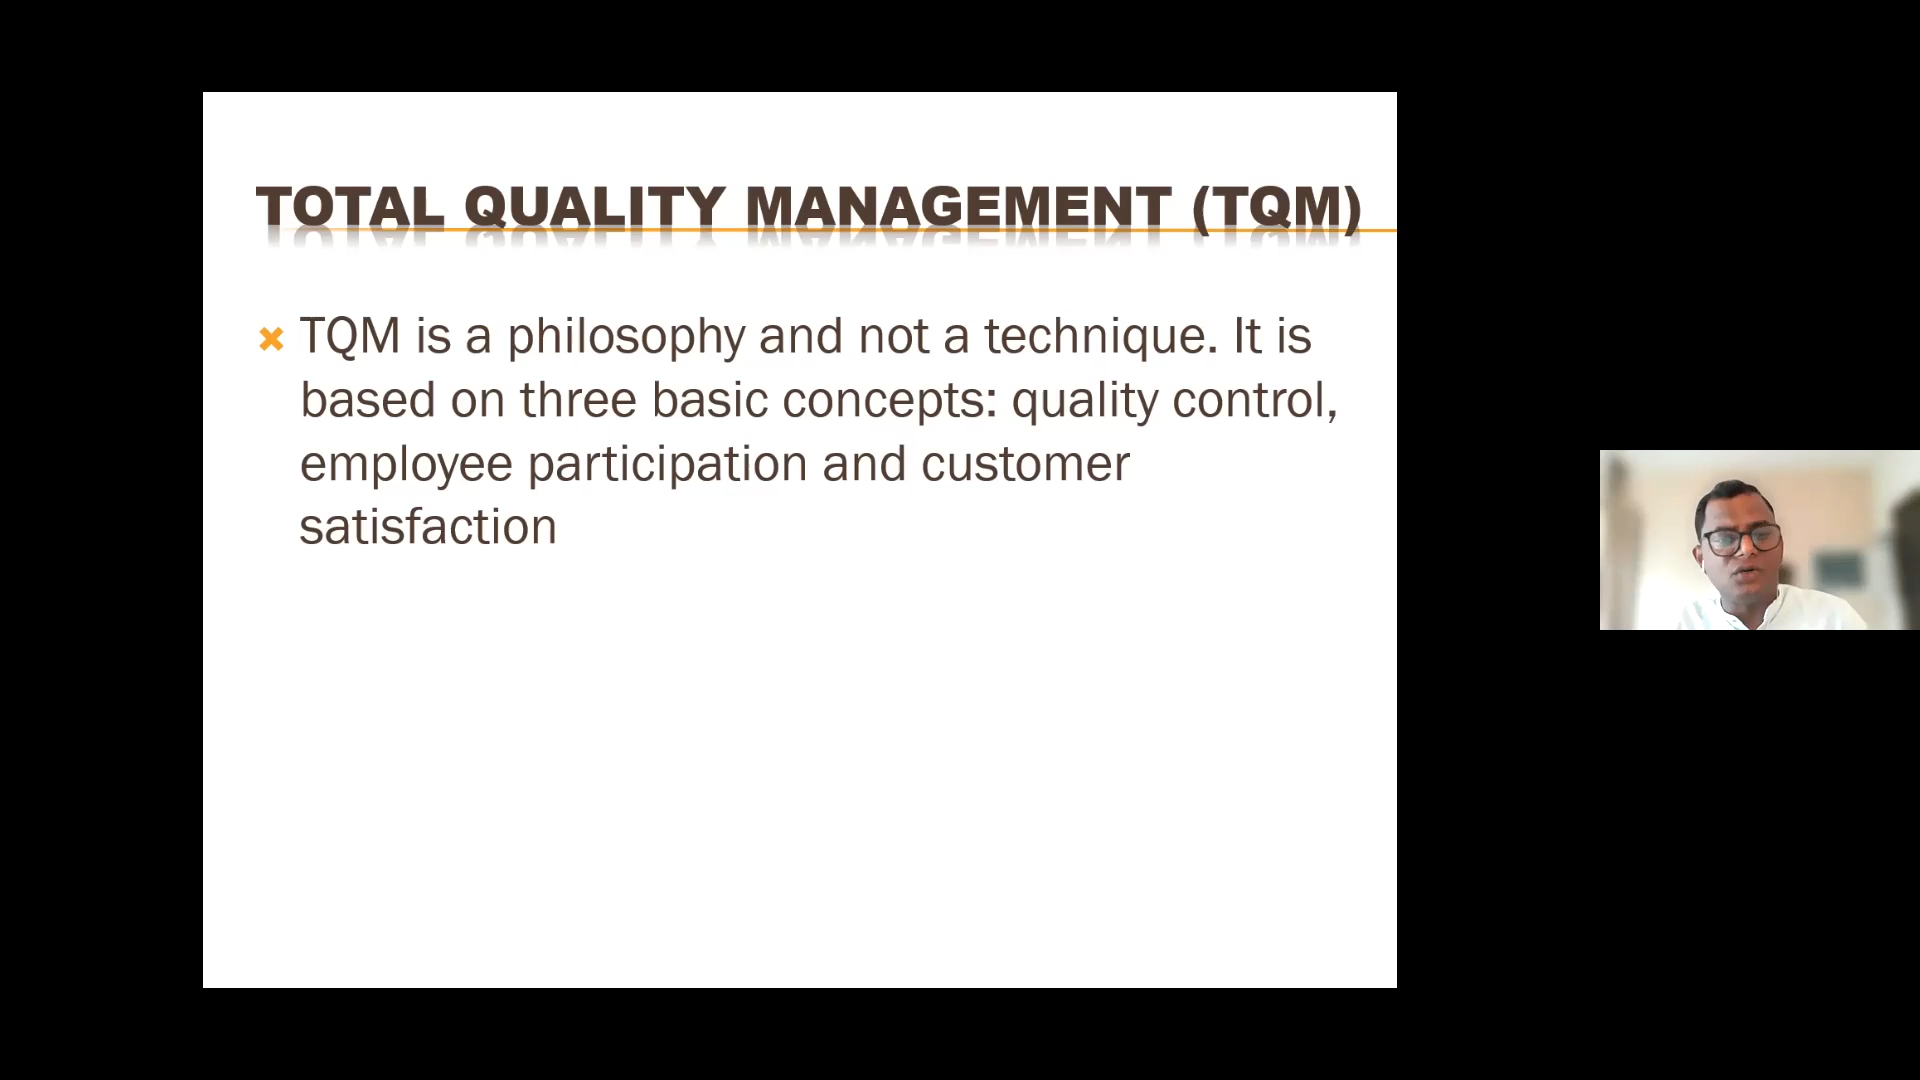 TOTAL QUALITY MANAGEMENT (TQM)
TQM is a philosophy and not a technique. It is
based on three basic concepts: quality control,
employee participation and customer
satisfaction